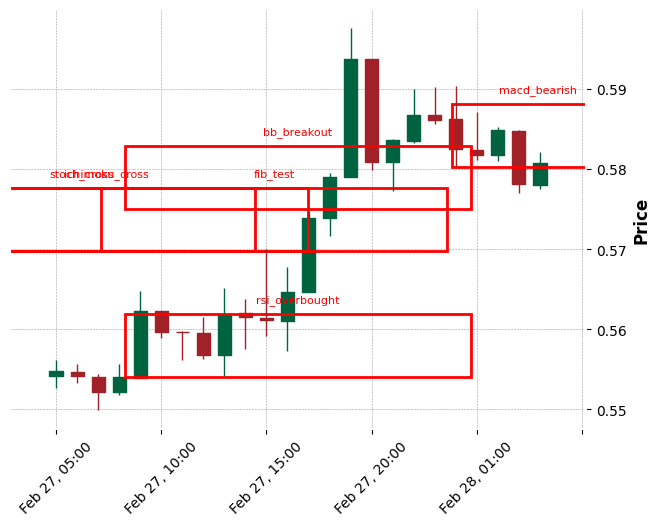 macd_bearish
0.59
bb_breakout
0.58
ichimoku_cross
fib_test
0.57
rsi_overbought
0.56
0.55
Price
Feb 27, 05:00
Feb 27, 10:00
Feb 27, 15:00
Feb 27, 20:00
Feb 28, 01:00